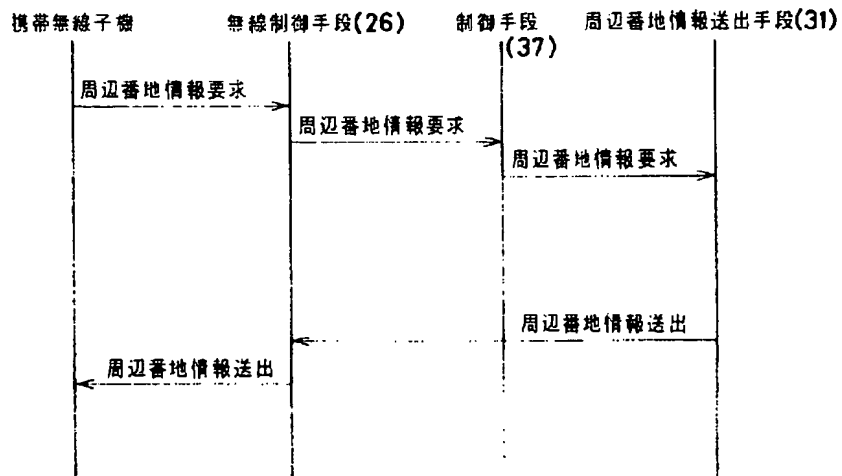 携帯無線子機
無線制御手段(26)
制御手段
(37)
周辺番地情報送出手段(31)
周辺番地情報要求
周辺番地情報要求
周辺番地情報要求
周辺番地情報送出
周辺番地情報送出